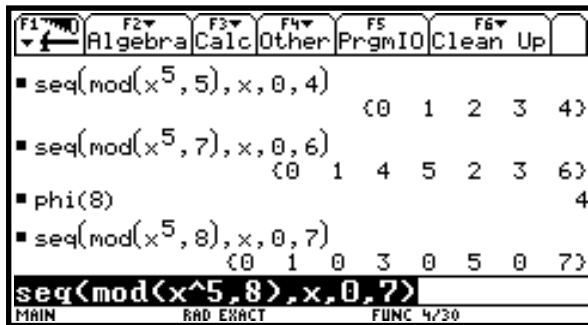 F1 F2 F3 F4 F5 F6
Algebra Calc Other PrgmIO Clean Up
▪ seq(mod(x⁵,5),x,0,4)
{0 1 2 3 4}
▪ seq(mod(x⁵,7),x,0,6)
{0 1 4 5 2 3 6}
▪ phi(8)
4
▪ seq(mod(x⁵,8),x,0,7)
{0 1 0 3 0 5 0 7}
seq(mod(x^5,8),x,0,7)
MAIN RAD EXACT FUNC 4/30